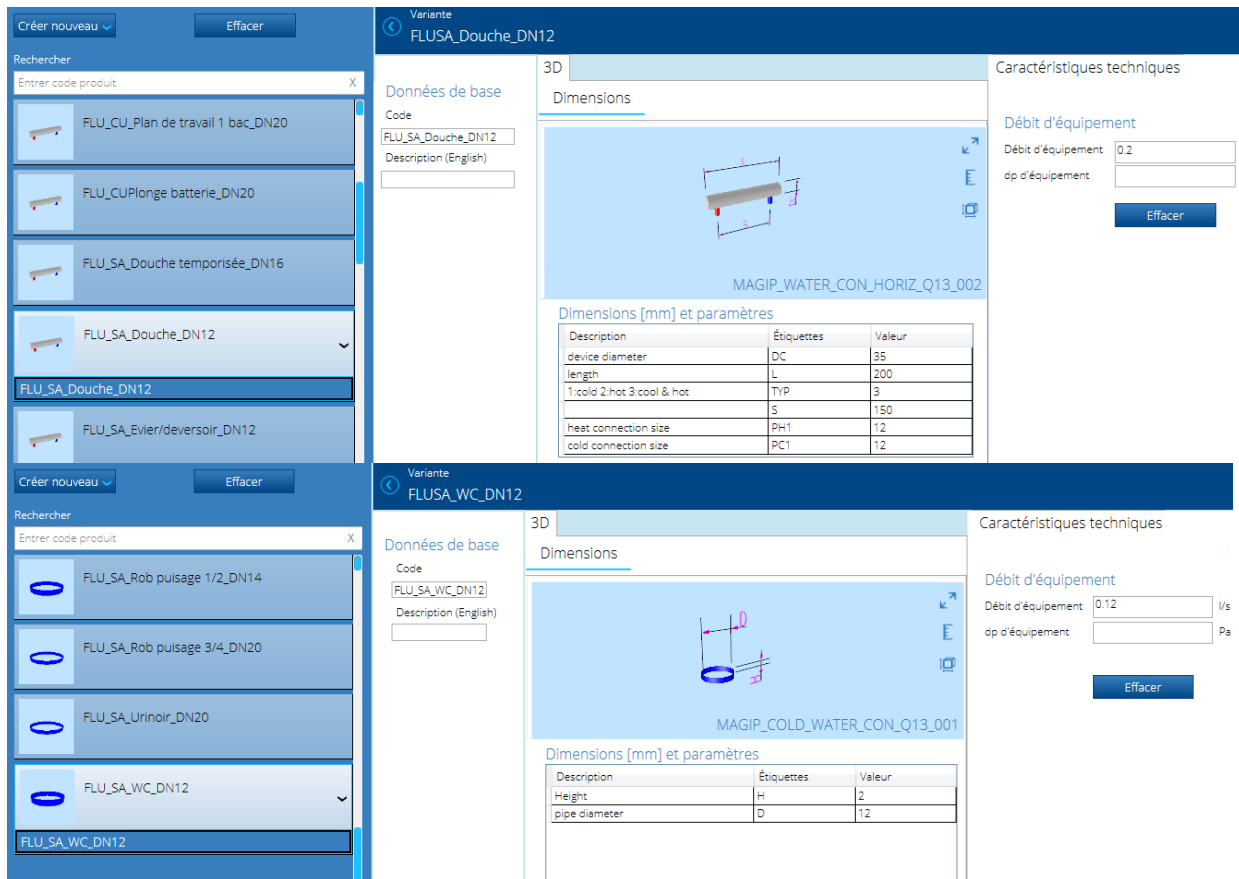 Créer nouveau
Effacer
Rechercher
Entrer code produit X
FLU_CU_Plan de travail 1 bac_DN20
FLU_CUPlonge batterie_DN20
FLU_SA_Douche temporisée_DN16
FLU_SA_Douche_DN12
FLU_SA_Douche_DN12
FLU_SA_Evier/deversoir_DN12
Variante
FLUSA_Douche_DN12
Données de base
Code
FLU_SA_Douche_DN12
Description (English)
3D
Dimensions
L
S
MAGIP_WATER_CON_HORIZ_Q13_002
Dimensions [mm] et paramètres
Description Étiquettes Valeur
device diameter DC 35
length L 200
1:cold 2:hot 3:cool & hot TYP 3
S 150
heat connection size PH1 12
cold connection size PC1 12
Caractéristiques techniques
Débit d'équipement
Débit d'équipement 0.2
dp d'équipement
Effacer
Créer nouveau
Effacer
Rechercher
Entrer code produit X
FLU_SA_Rob puisage 1/2_DN14
FLU_SA_Rob puisage 3/4_DN20
FLU_SA_Urinoir_DN20
FLU_SA_WC_DN12
FLU_SA_WC_DN12
Variante
FLUSA_WC_DN12
Données de base
Code
FLU_SA_WC_DN12
Description (English)
3D
Dimensions
D
H
MAGIP_COLD_WATER_CON_Q13_001
Dimensions [mm] et paramètres
Description Étiquettes Valeur
Height H 2
pipe diameter D 12
Caractéristiques techniques
Débit d'équipement
Débit d'équipement 0.12 l/s
dp d'équipement Pa
Effacer